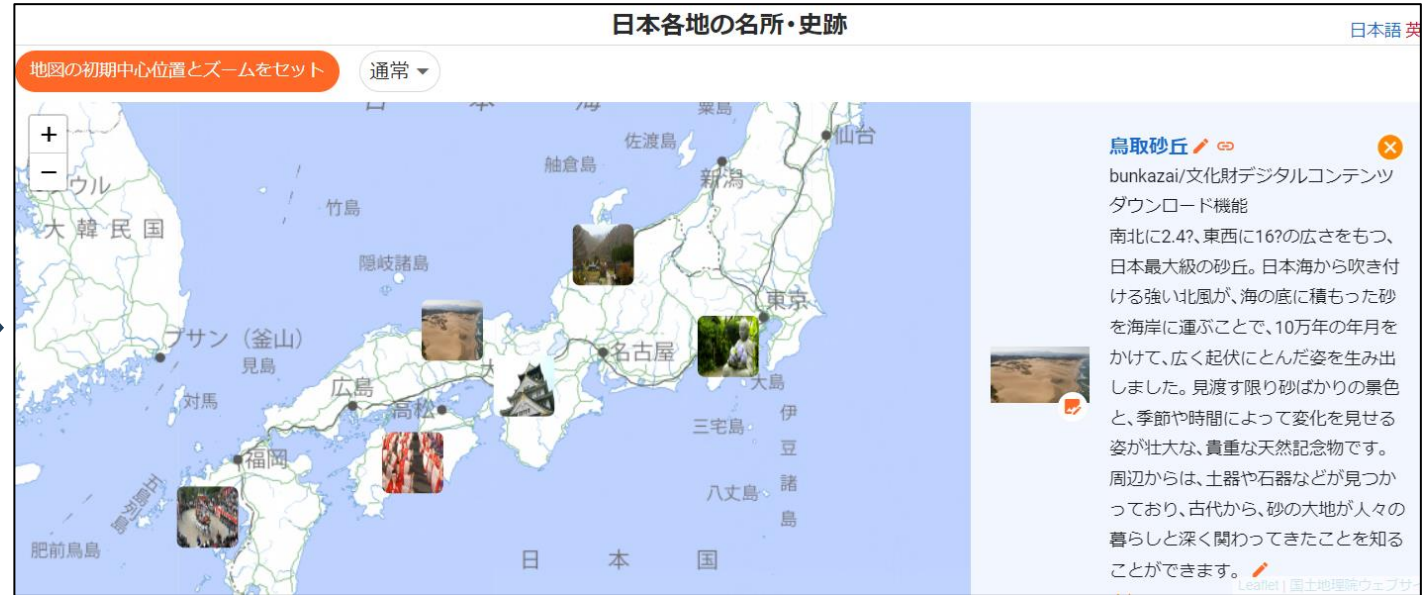 日本各地の名所・史跡
日本語 英
地図の初期中心位置とズームをセット
通常
+
−
日 本 海
粟島
仙台
佐渡島
舳倉島
新潟
ウル
竹島
大韓民国
隠岐諸島
東京
プサン（釜山）
名古屋
見島
大島
広島
対馬
高松
伊豆諸島
三宅島
福岡
八丈島
五島列島
肥前鳥島
日 本 国
鳥取砂丘
bunkazai/文化財デジタルコンテンツ
ダウンロード機能
南北に2.4?、東西に16?の広さをもつ、
日本最大級の砂丘。日本海から吹き付
ける強い北風が、海の底に積もった砂
を海岸に運ぶことで、10万年の年月を
かけて、広く起伏にとんだ姿を生み出
しました。見渡す限り砂ばかりの景色
と、季節や時間によって変化を見せる
姿が壮大な、貴重な天然記念物です。
周辺からは、土器や石器などが見つか
っており、古代から、砂の大地が人々の
暮らしと深く関わってきたことを知る
ことができます。
Leaflet | 国土地理院ウェブサイ